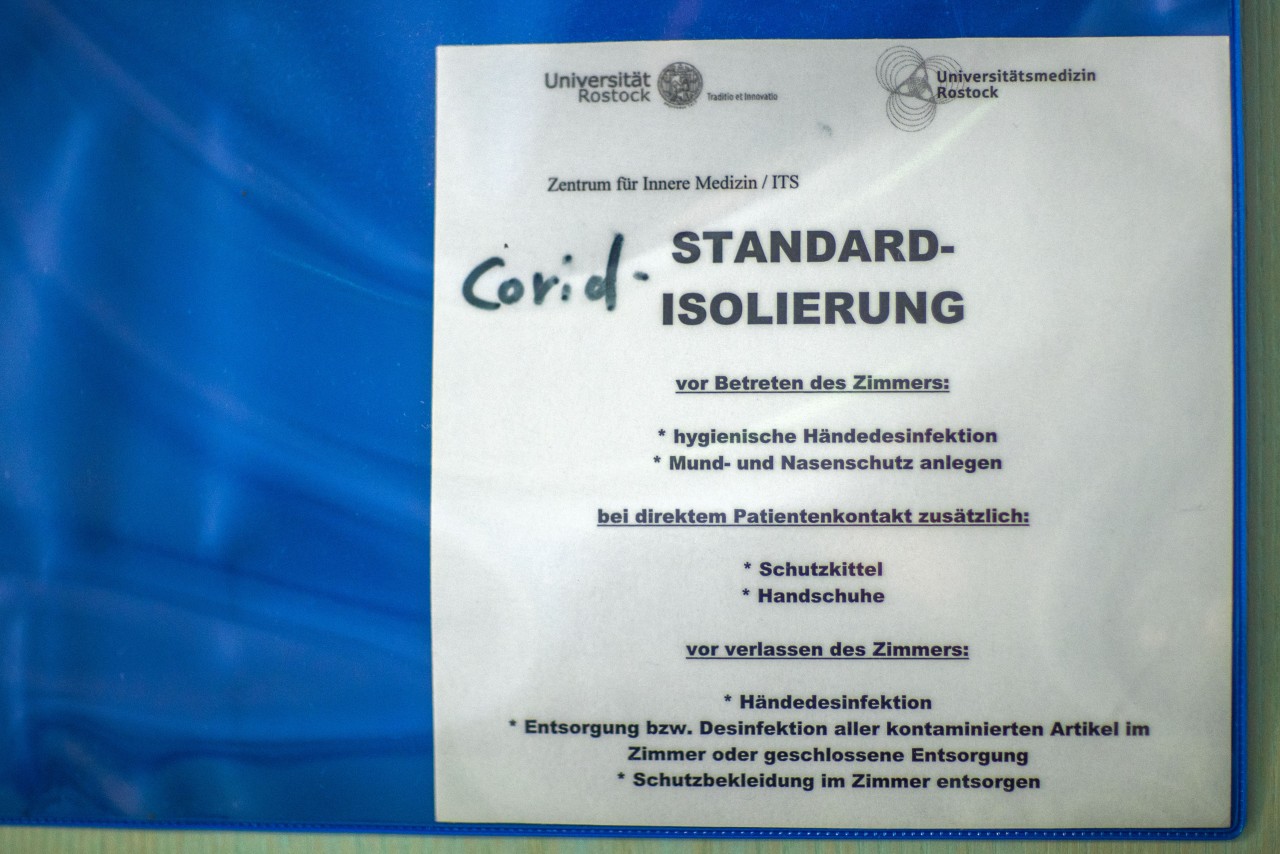 Universität
Rostock
Traditio et Innovatio
Universitätsmedizin
Rostock
Zentrum für Innere Medizin / ITS
Covid- STANDARD-
ISOLIERUNG
vor Betreten des Zimmers:
* hygienische Händedesinfektion
* Mund- und Nasenschutz anlegen
bei direktem Patientenkontakt zusätzlich:
* Schutzkittel
* Handschuhe
vor verlassen des Zimmers:
* Händedesinfektion
* Entsorgung bzw. Desinfektion aller kontaminierten Artikel im
Zimmer oder geschlossene Entsorgung
* Schutzbekleidung im Zimmer entsorgen